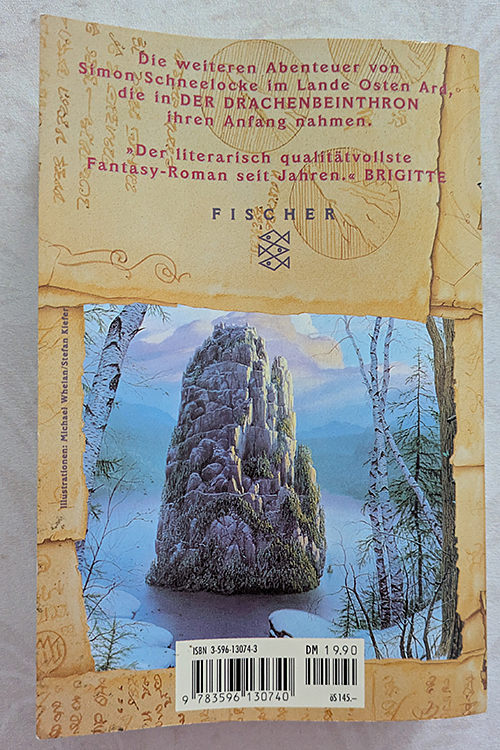 Die weiteren Abenteuer von
Simon Schneelocke im Lande Osten Ard,
die in DER DRACHENBEINTHRON
ihren Anfang nahmen.
»Der literarisch qualitätvollste
Fantasy-Roman seit Jahren.« BRIGITTE
FISCHER
Illustrationen: Michael Whelan/Stefan Kiefer
ISBN 3-596-13074-3
DM 19.90
9 783596 130740
öS 145,–